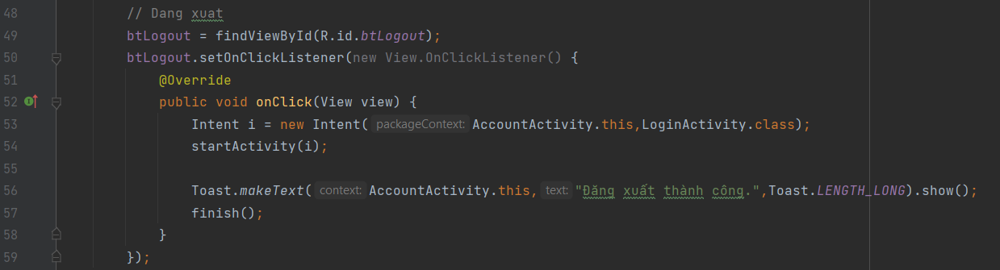 48 // Dang xuat
49 btLogout = findViewById(R.id.btLogout);
50 btLogout.setOnClickListener(new View.OnClickListener() {
51 @Override
52 public void onClick(View view) {
53 Intent i = new Intent( packageContext: AccountActivity.this,LoginActivity.class);
54 startActivity(i);
55
56 Toast.makeText( context: AccountActivity.this, text: "Đăng xuất thành công.",Toast.LENGTH_LONG).show();
57 finish();
58 }
59 });